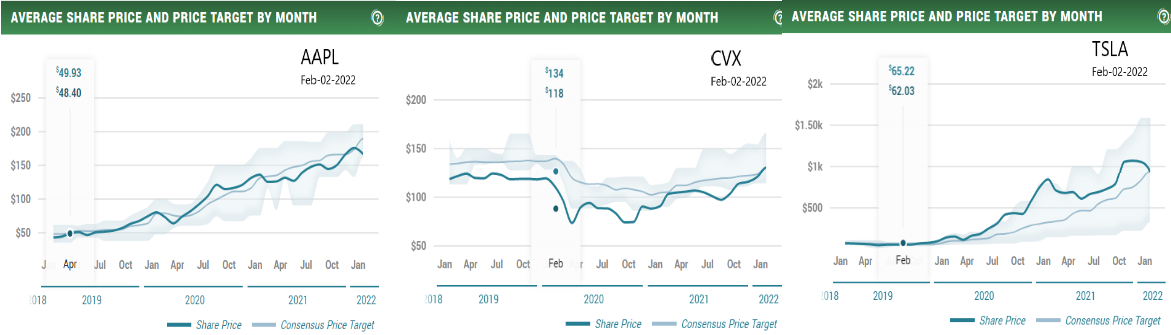 AVERAGE SHARE PRICE AND PRICE TARGET BY MONTH
?
AAPL
Feb-02-2022
$49.93
$48.40
$250
$200
$150
$100
$50
Apr Jul Oct Jan Apr Jul Oct Jan Apr Jul Oct Jan
2018 2019 2020 2021 2022
Share Price Consensus Price Target
AVERAGE SHARE PRICE AND PRICE TARGET BY MONTH
CVX
Feb-02-2022
$134
$118
$200
$150
$100
$50
Jan Apr Jul Oct Feb Jul Oct Jan Apr Jul Oct Jan
2018 2019 2020 2021 2022
Share Price Consensus Price Target
AVERAGE SHARE PRICE AND PRICE TARGET BY MONTH
?
TSLA
Feb-02-2022
$65.22
$62.03
$2k
$1.50k
$1k
$500
Jan Apr Feb Oct Jan Apr Jul Oct Jan Apr Jul Oct Jan
:018 2019 2020 2021 2022
Share Price Consensus Price Target